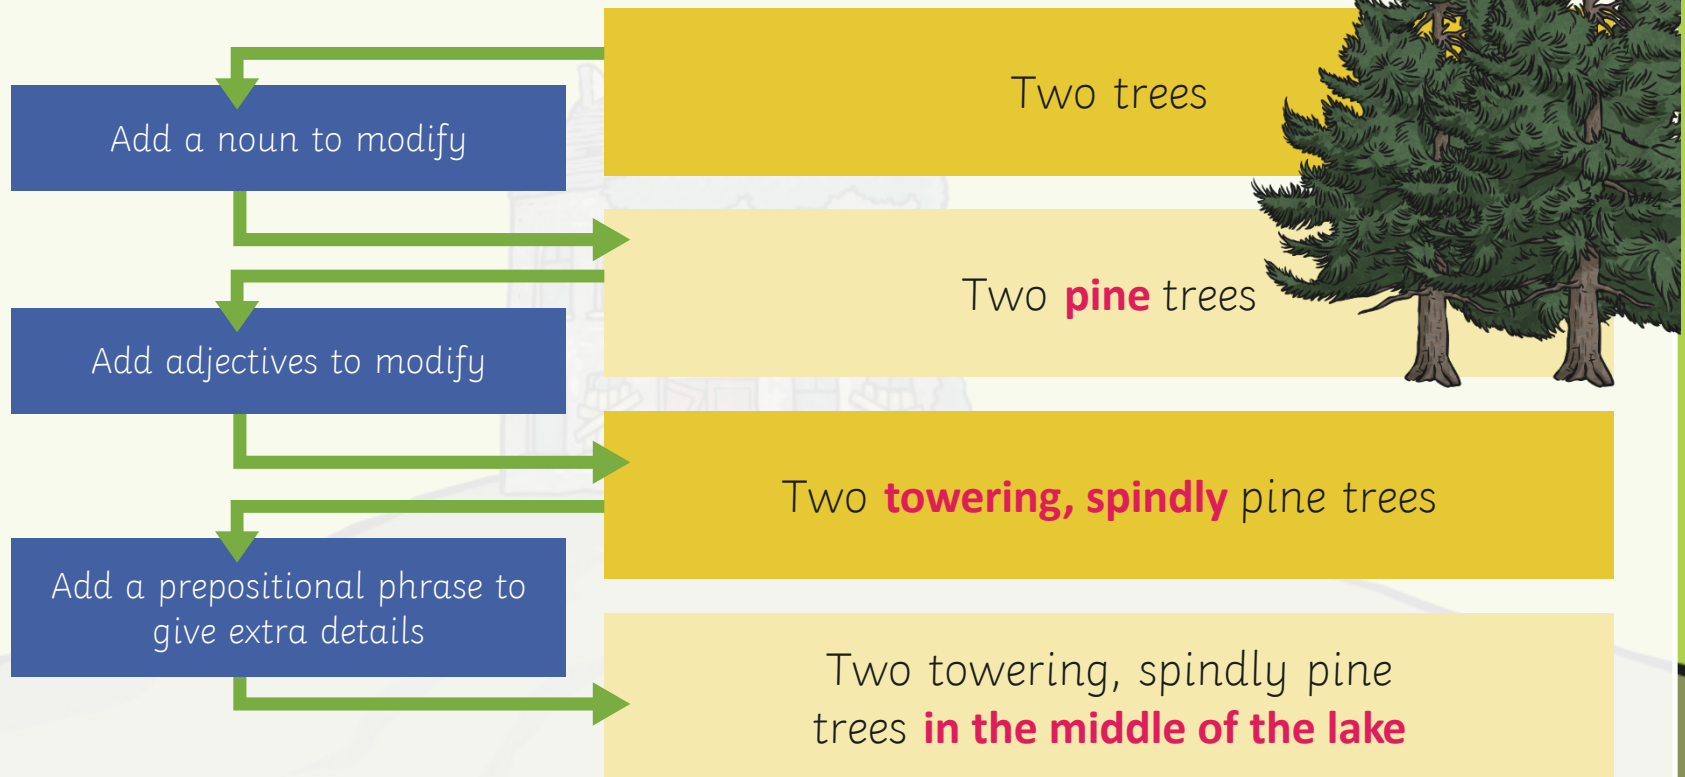 Two trees
Add a noun to modify
Two pine trees
Add adjectives to modify
Two towering, spindly pine trees
Add a prepositional phrase to
give extra details
Two towering, spindly pine
trees in the middle of the lake